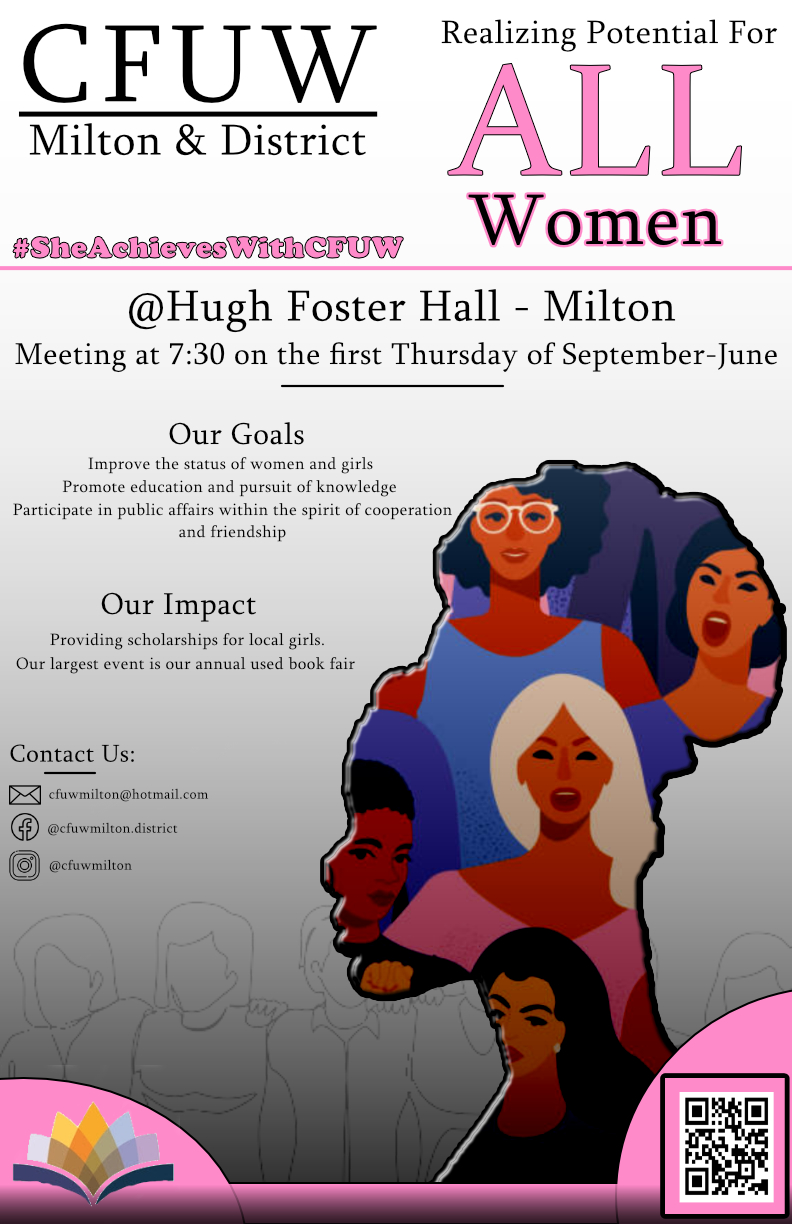 CFUW
Milton & District
#SheAchievesWithCFUW
Realizing Potential For
ALL
Women
@Hugh Foster Hall - Milton
Meeting at 7:30 on the first Thursday of September-June
Our Goals
Improve the status of women and girls
Promote education and pursuit of knowledge
Participate in public affairs within the spirit of cooperation
and friendship
Our Impact
Providing scholarships for local girls.
Our largest event is our annual used book fair
Contact Us:
cfuwmilton@hotmail.com
@cfuwmilton.district
@cfuwmilton